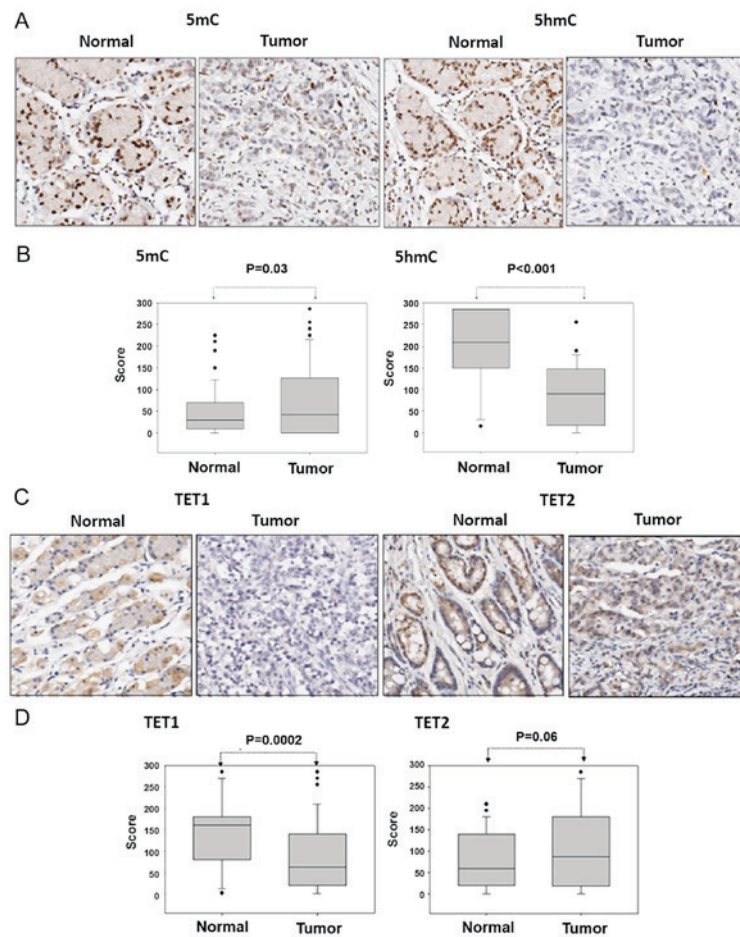 A
5mC 5hmC
Normal Tumor Normal Tumor
B
5mC 5hmC
P=0.03 P<0.001
Score
300
250
200
150
100
50
0
Normal Tumor
Score
300
250
200
150
100
50
0
Normal Tumor
C
TET1 TET2
Normal Tumor Normal Tumor
D
TET1 TET2
P=0.0002 P=0.06
Score
300
250
200
150
100
50
0
Normal Tumor
Score
300
250
200
150
100
50
0
Normal Tumor